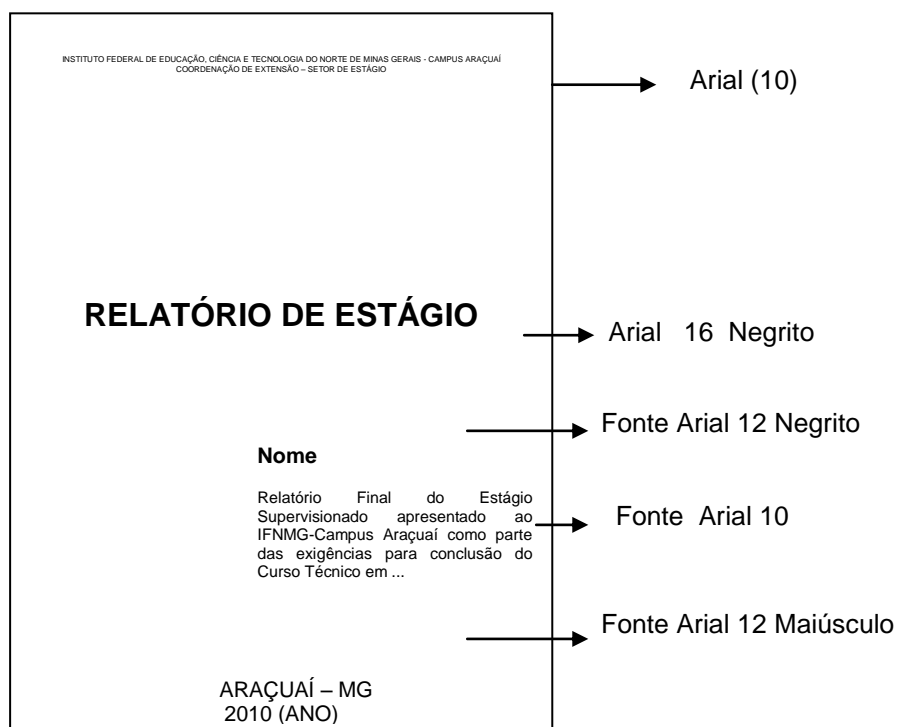 INSTITUTO FEDERAL DE EDUCAÇÃO, CIÊNCIA E TECNOLOGIA DO NORTE DE MINAS GERAIS - CAMPUS ARAÇUAÍ
COORDENAÇÃO DE EXTENSÃO – SETOR DE ESTÁGIO
Arial (10)
RELATÓRIO DE ESTÁGIO
Arial 16 Negrito
Fonte Arial 12 Negrito
Nome
Relatório Final do Estágio
Supervisionado apresentado ao
IFNMG-Campus Araçuaí como parte
das exigências para conclusão do
Curso Técnico em ...
Fonte Arial 10
Fonte Arial 12 Maiúsculo
ARAÇUAÍ – MG
2010 (ANO)